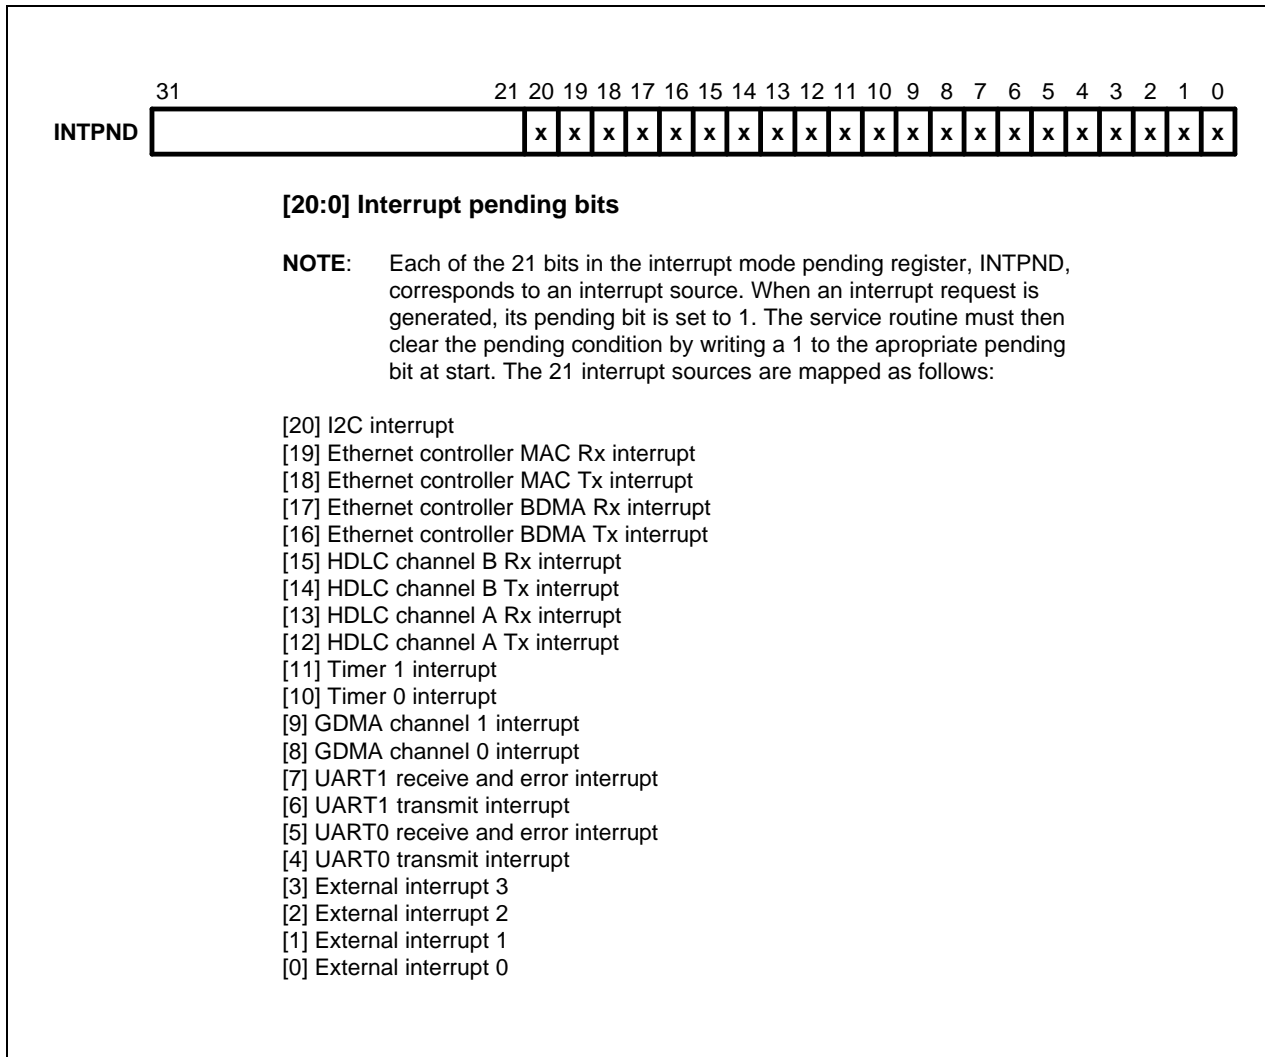 31 21 20 19 18 17 16 15 14 13 12 11 10 9 8 7 6 5 4 3 2 1 0
INTPND x x x x x x x x x x x x x x x x x x x x x
[20:0] Interrupt pending bits
NOTE: Each of the 21 bits in the interrupt mode pending register, INTPND,
corresponds to an interrupt source. When an interrupt request is
generated, its pending bit is set to 1. The service routine must then
clear the pending condition by writing a 1 to the apropriate pending
bit at start. The 21 interrupt sources are mapped as follows:
[20] I2C interrupt
[19] Ethernet controller MAC Rx interrupt
[18] Ethernet controller MAC Tx interrupt
[17] Ethernet controller BDMA Rx interrupt
[16] Ethernet controller BDMA Tx interrupt
[15] HDLC channel B Rx interrupt
[14] HDLC channel B Tx interrupt
[13] HDLC channel A Rx interrupt
[12] HDLC channel A Tx interrupt
[11] Timer 1 interrupt
[10] Timer 0 interrupt
[9] GDMA channel 1 interrupt
[8] GDMA channel 0 interrupt
[7] UART1 receive and error interrupt
[6] UART1 transmit interrupt
[5] UART0 receive and error interrupt
[4] UART0 transmit interrupt
[3] External interrupt 3
[2] External interrupt 2
[1] External interrupt 1
[0] External interrupt 0